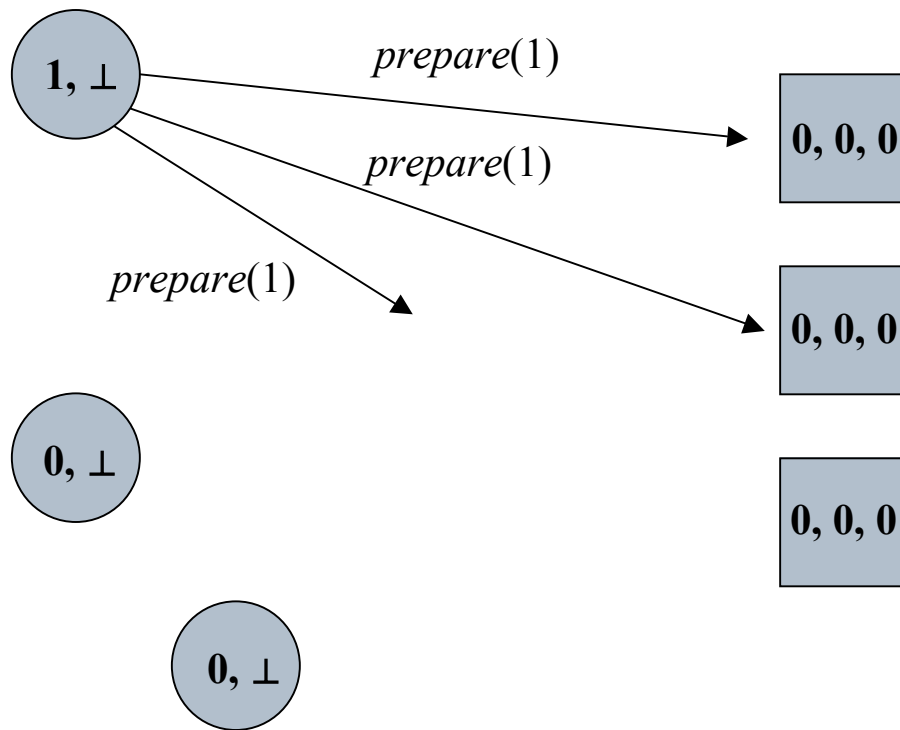 1, ⊥
prepare(1)
0, 0, 0
prepare(1)
prepare(1)
0, 0, 0
0, ⊥
0, 0, 0
0, ⊥